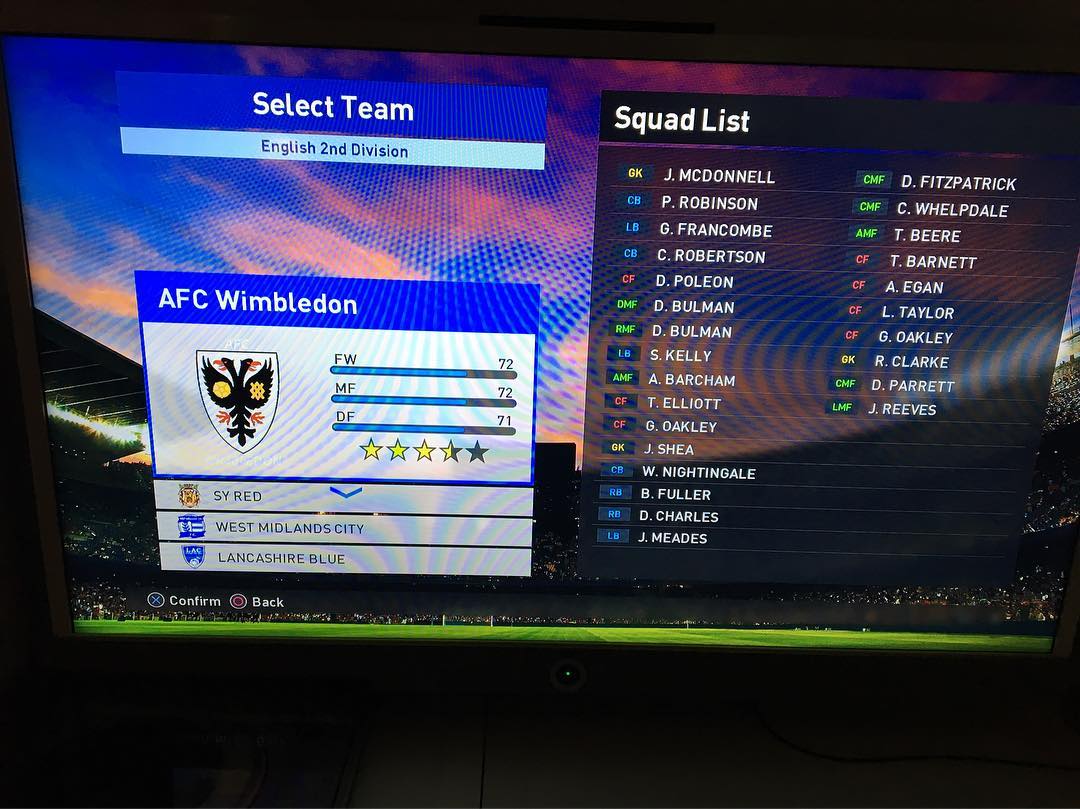 Select Team
English 2nd Division
AFC Wimbledon
AFC
FW 72
MF 72
DF 71
SY RED
WEST MIDLANDS CITY
LAC
LANCASHIRE BLUE
Confirm Back
Squad List
GK J. MCDONNELL
CB P. ROBINSON
LB G. FRANCOMBE
CB C. ROBERTSON
CF D. POLEON
DMF D. BULMAN
RMF D. BULMAN
LB S. KELLY
AMF A. BARCHAM
CF T. ELLIOTT
CF G. OAKLEY
GK J. SHEA
CB W. NIGHTINGALE
RB B. FULLER
RB D. CHARLES
LB J. MEADES
CMF D. FITZPATRICK
CMF C. WHELPDALE
AMF T. BEERE
CF T. BARNETT
CF A. EGAN
CF L. TAYLOR
CF G. OAKLEY
GK R. CLARKE
CMF D. PARRETT
LMF J. REEVES